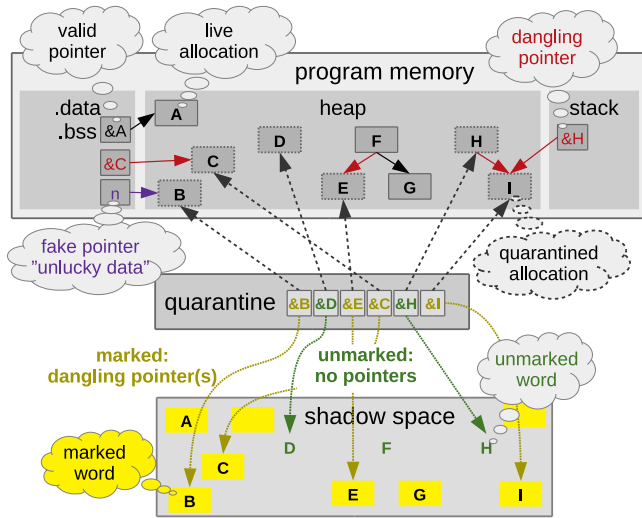 valid
pointer
live
allocation
dangling
pointer
program memory
.data
.bss
heap
stack
&A
A
&H
D
F
H
&C
C
n
B
E
G
I
fake pointer
"unlucky data"
quarantined
allocation
quarantine
&B
&D
&E
&C
&H
&I
marked:
dangling pointer(s)
unmarked:
no pointers
unmarked
word
shadow space
A
D
F
H
C
marked
word
B
E
G
I